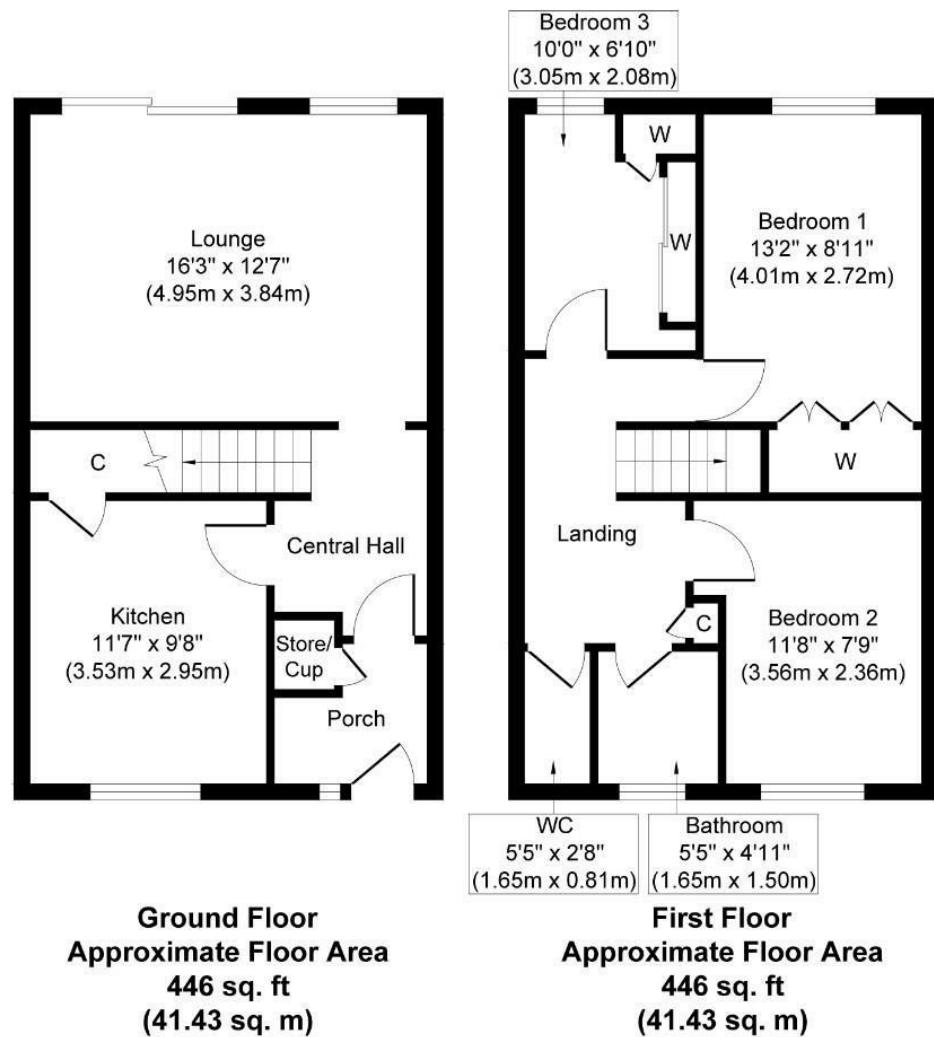 Bedroom 3
10'0" x 6'10"
(3.05m x 2.08m)
Lounge
16'3" x 12'7"
(4.95m x 3.84m)
C
Central Hall
Kitchen
11'7" x 9'8"
(3.53m x 2.95m)
Store/
Cup
Porch
W
W
Bedroom 1
13'2" x 8'11"
(4.01m x 2.72m)
W
Landing
C
Bedroom 2
11'8" x 7'9"
(3.56m x 2.36m)
WC
5'5" x 2'8"
(1.65m x 0.81m)
Bathroom
5'5" x 4'11"
(1.65m x 1.50m)
Ground Floor
Approximate Floor Area
446 sq. ft
(41.43 sq. m)
First Floor
Approximate Floor Area
446 sq. ft
(41.43 sq. m)